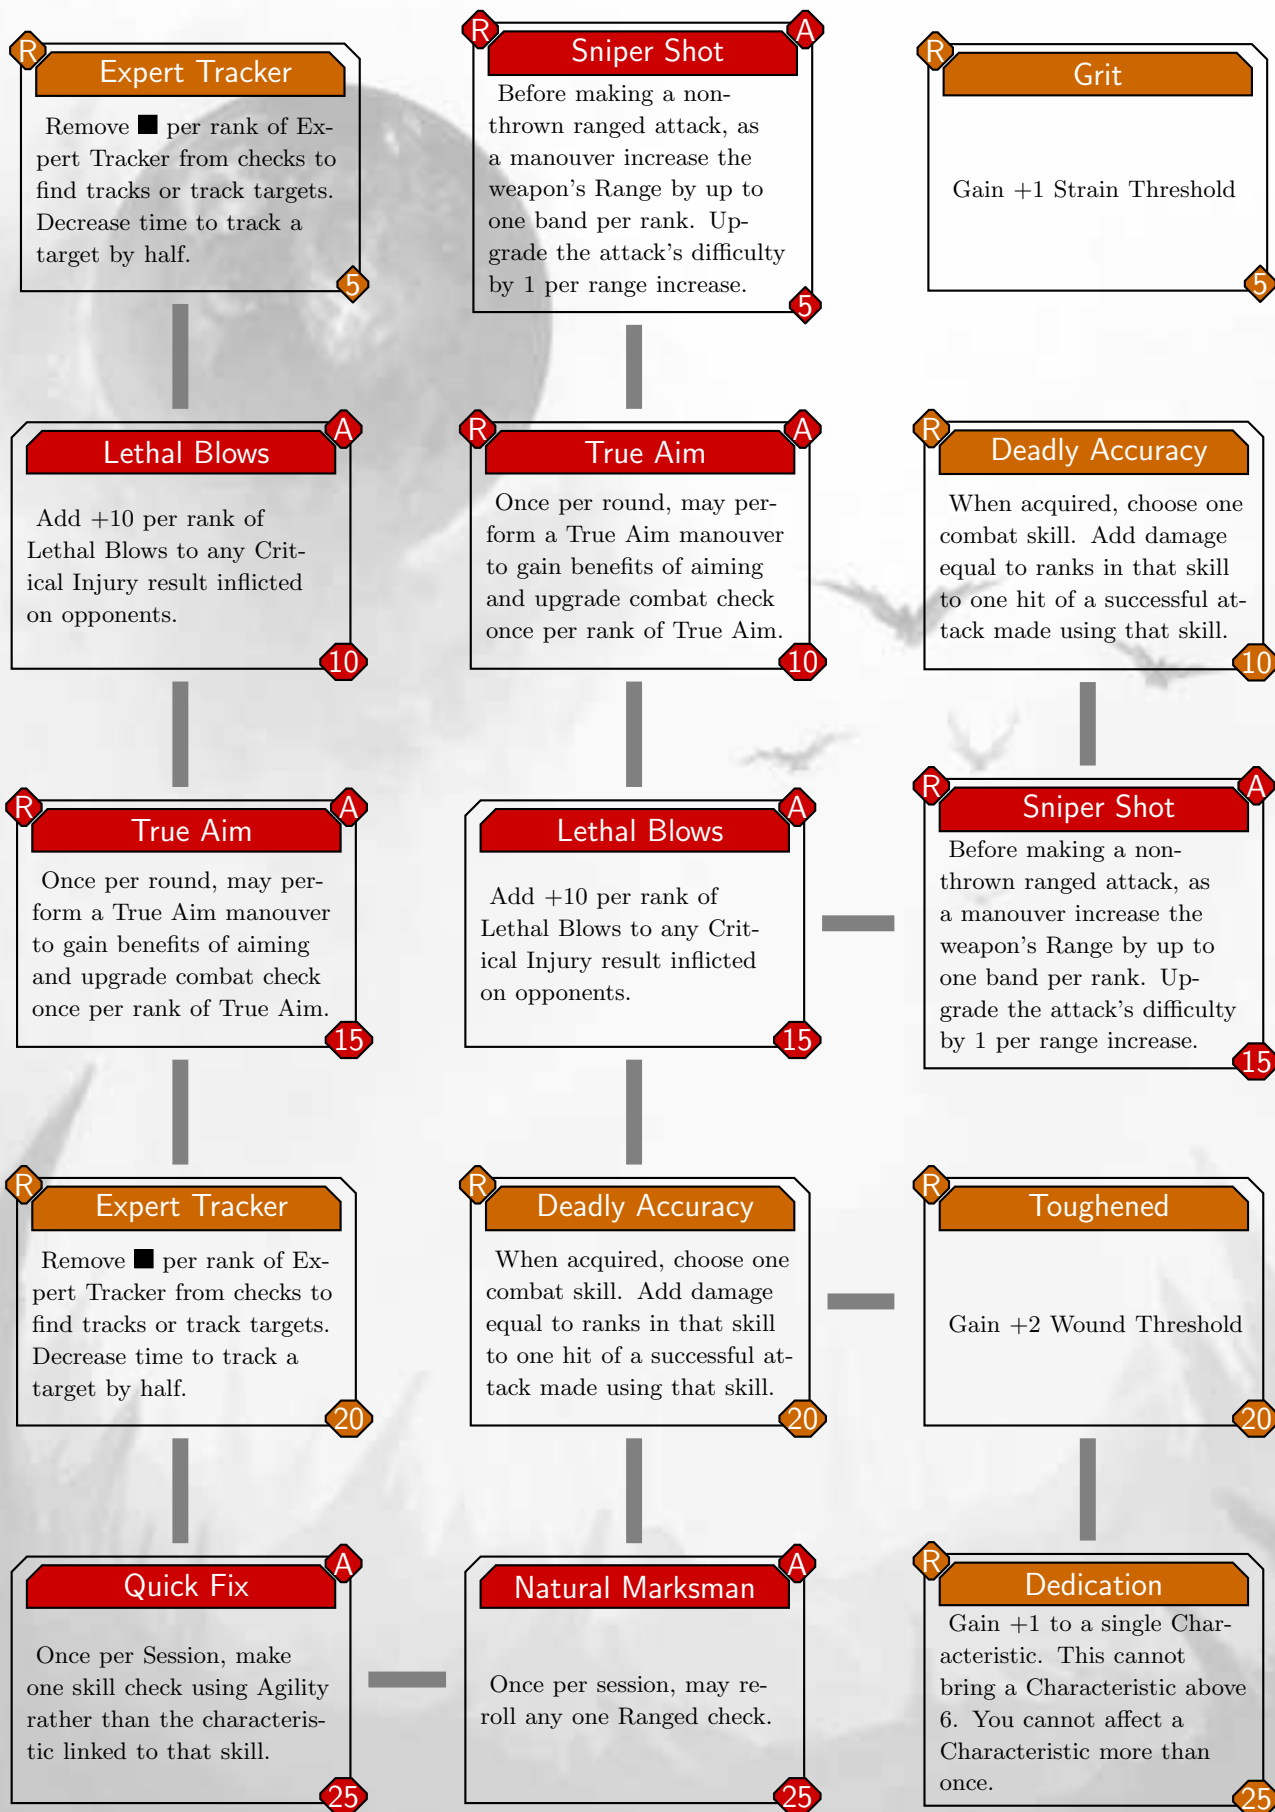 R
Expert Tracker
Remove ■ per rank of Ex-
pert Tracker from checks to
find tracks or track targets.
Decrease time to track a
target by half.
5
R
A
Sniper Shot
Before making a non-
thrown ranged attack, as
a manouver increase the
weapon's Range by up to
one band per rank. Up-
grade the attack's difficulty
by 1 per range increase.
5
R
Grit
Gain +1 Strain Threshold
5
A
Lethal Blows
Add +10 per rank of
Lethal Blows to any Crit-
ical Injury result inflicted
on opponents.
10
R
A
True Aim
Once per round, may per-
form a True Aim manouver
to gain benefits of aiming
and upgrade combat check
once per rank of True Aim.
10
R
Deadly Accuracy
When acquired, choose one
combat skill. Add damage
equal to ranks in that skill
to one hit of a successful at-
tack made using that skill.
10
R
A
True Aim
Once per round, may per-
form a True Aim manouver
to gain benefits of aiming
and upgrade combat check
once per rank of True Aim.
15
A
Lethal Blows
Add +10 per rank of
Lethal Blows to any Crit-
ical Injury result inflicted
on opponents.
15
R
A
Sniper Shot
Before making a non-
thrown ranged attack, as
a manouver increase the
weapon's Range by up to
one band per rank. Up-
grade the attack's difficulty
by 1 per range increase.
15
R
Expert Tracker
Remove ■ per rank of Ex-
pert Tracker from checks to
find tracks or track targets.
Decrease time to track a
target by half.
20
R
Deadly Accuracy
When acquired, choose one
combat skill. Add damage
equal to ranks in that skill
to one hit of a successful at-
tack made using that skill.
20
R
Toughened
Gain +2 Wound Threshold
20
A
Quick Fix
Once per Session, make
one skill check using Agility
rather than the characteris-
tic linked to that skill.
25
A
Natural Marksman
Once per session, may re-
roll any one Ranged check.
25
R
Dedication
Gain +1 to a single Char-
acteristic. This cannot
bring a Characteristic above
6. You cannot affect a
Characteristic more than
once.
25